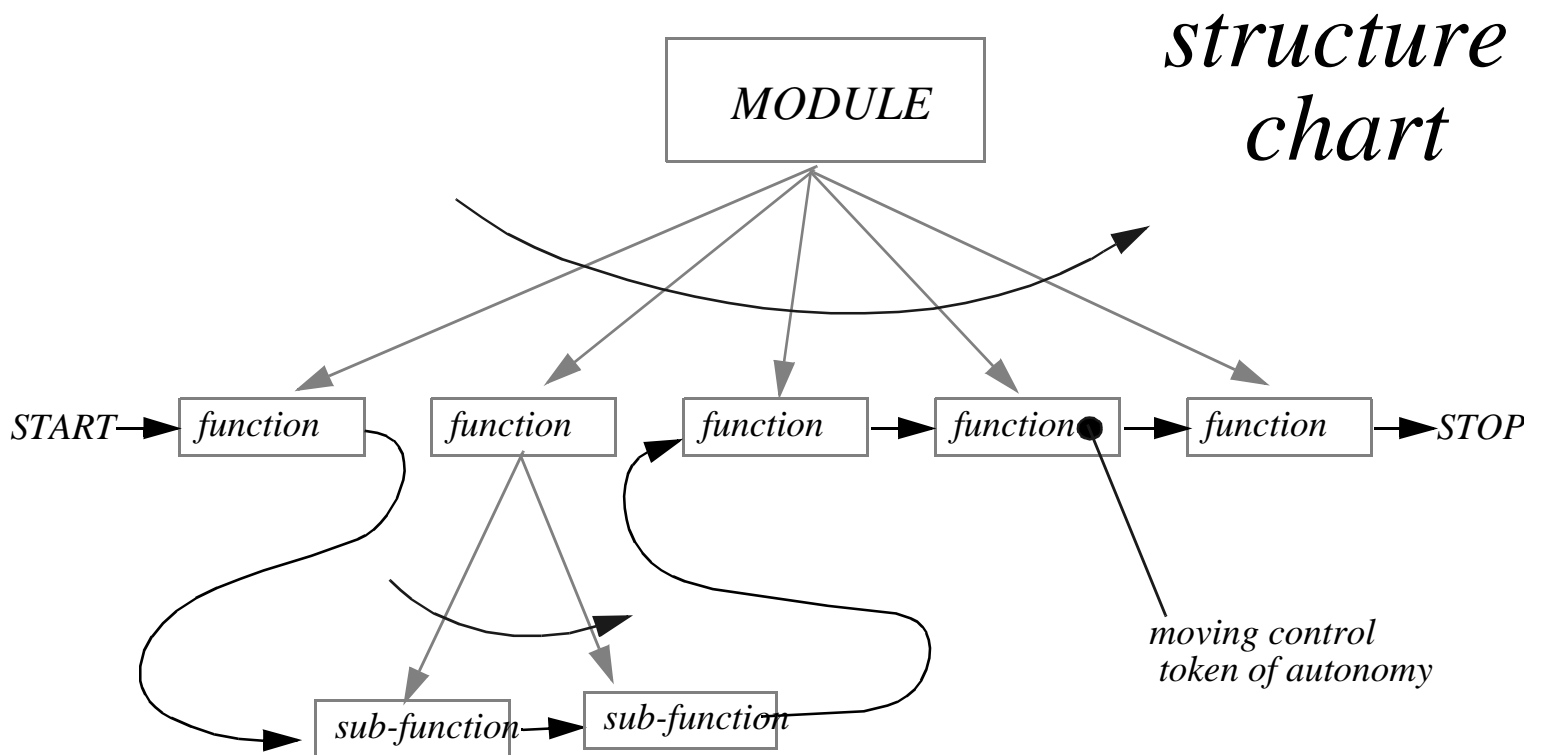 structure
chart
MODULE
START function function function function function STOP
moving control
token of autonomy
sub-function sub-function